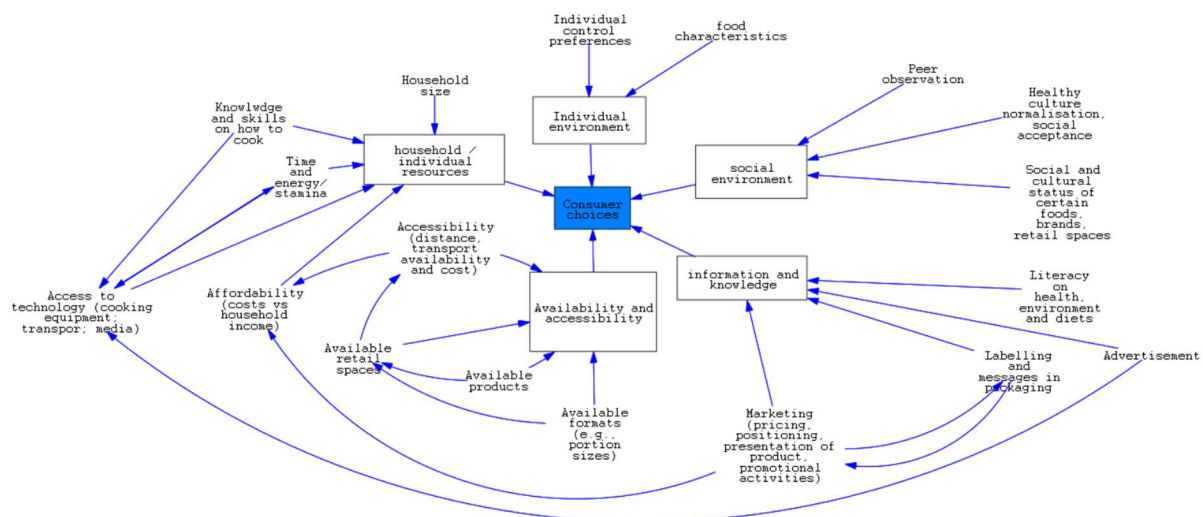 Individual
control
preferences
food
characteristics
Peer
observation
Household
size
Knowlwdge
and skills
on how to
cook
Individual
environment
Healthy
culture
normalisation,
social
acceptance
Time
and
energy/
stamina
household /
individual
resources
social
environment
Consumer
choices
Social
and
cultural
status of
certain
foods,
brands,
retail spaces
Accessibility
(distance,
transport
availability
and cost)
Access to
technology (cooking
equipment;
transpor; media)
Affordability
(costs vs
household
income)
Availability and
accessibility
information and
knowledge
Literacy
on
health,
environment
and diets
Available
retail
spaces
Available
products
Labelling
and
messages in
packaging
Advertisement
Available
formats
(e.g.,
portion
sizes)
Marketing
(pricing,
positioning,
presentation of
product,
promotional
activities)